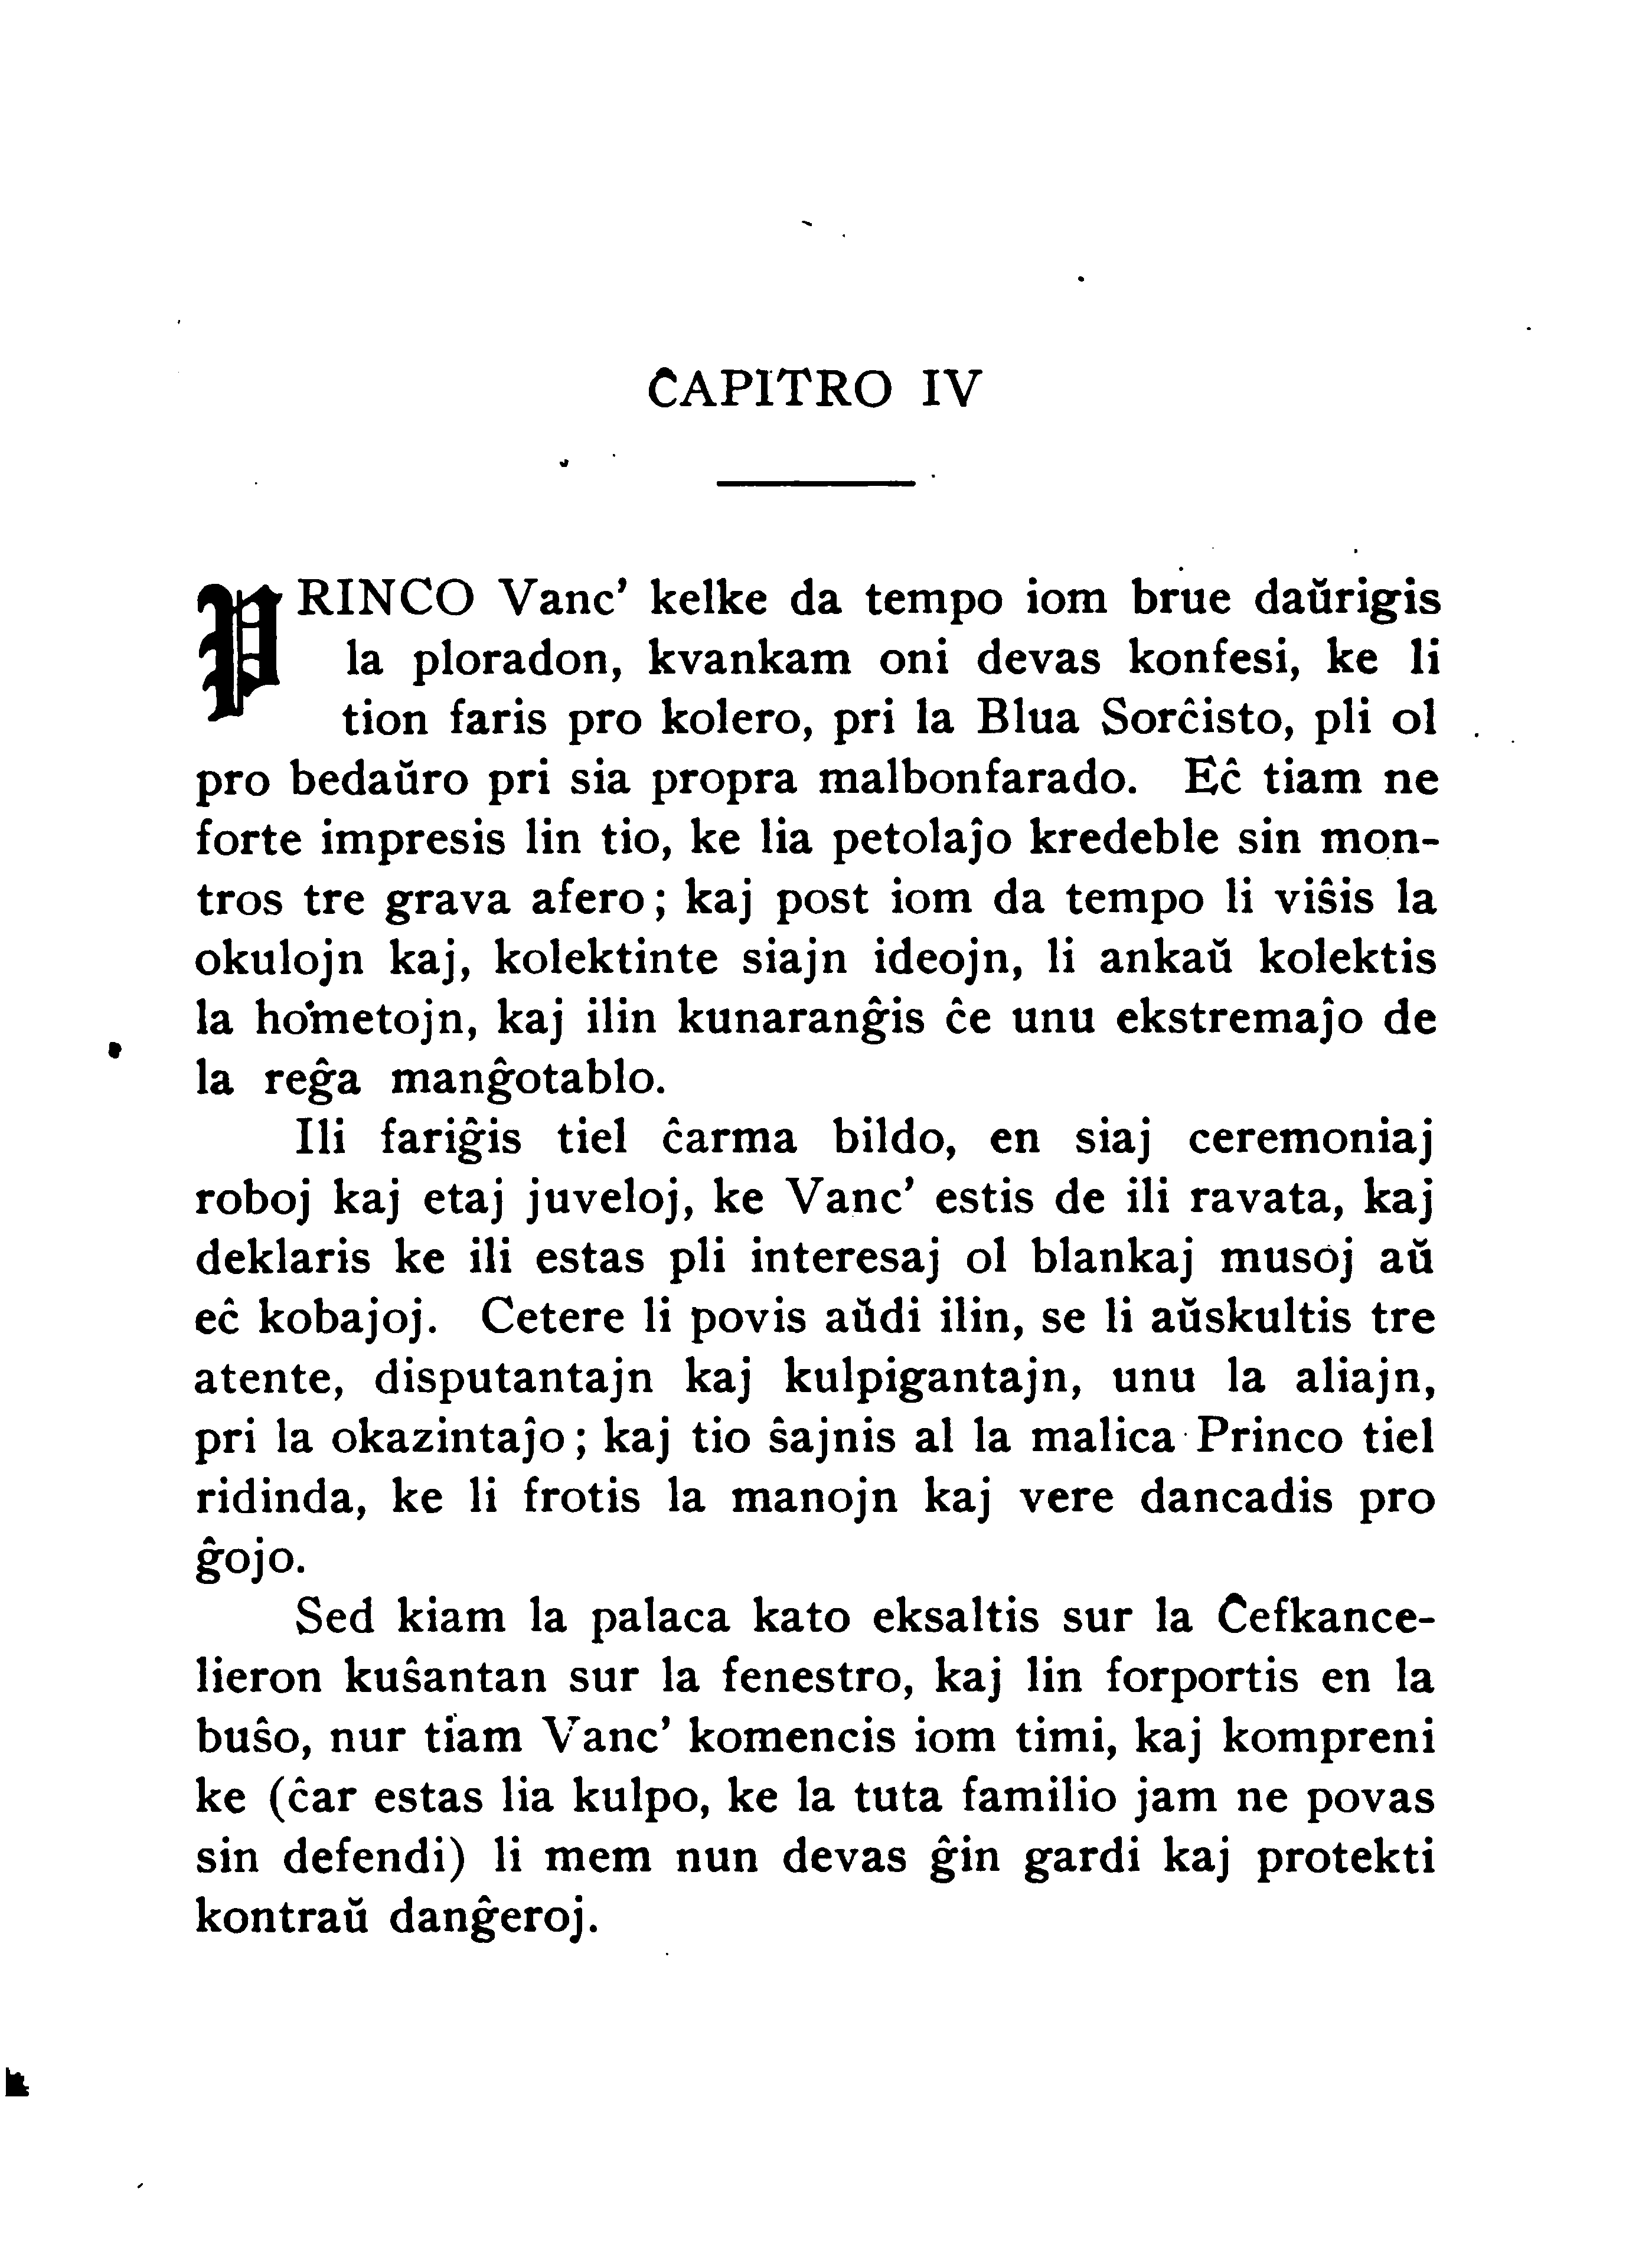 ĈAPITRO IV
PRINCO Vanc’ kelke da tempo iom brue daŭrigis
la ploradon, kvankam oni devas konfesi, ke li
tion faris pro kolero, pri la Blua Sorĉisto, pli ol
pro bedaŭro pri sia propra malbonfarado. Eĉ tiam ne
forte impresis lin tio, ke lia petolaĵo kredeble sin mon-
tros tre grava afero; kaj post iom da tempo li viŝis la
okulojn kaj, kolektinte siajn ideojn, li ankaŭ kolektis
la hometojn, kaj ilin kunaranĝis ĉe unu ekstremaĵo de
la reĝa manĝotablo.
Ili fariĝis tiel ĉarma bildo, en siaj ceremoniaj
roboj kaj etaj juveloj, ke Vanc’ estis de ili ravata, kaj
deklaris ke ili estas pli interesaj ol blankaj musoj aŭ
eĉ kobajoj. Cetere li povis aŭdi ilin, se li aŭskultis tre
atente, disputantajn kaj kulpigantajn, unu la aliajn,
pri la okazintaĵo; kaj tio ŝajnis al la malica Princo tiel
ridinda, ke li frotis la manojn kaj vere dancadis pro
ĝojo.
Sed kiam la palaca kato eksaltis sur la Ĉefkance-
lieron kuŝantan sur la fenestro, kaj lin forportis en la
buŝo, nur tiam Vanc’ komencis iom timi, kaj kompreni
ke (ĉar estas lia kulpo, ke la tuta familio jam ne povas
sin defendi) li mem nun devas ĝin gardi kaj protekti
kontraŭ danĝeroj.